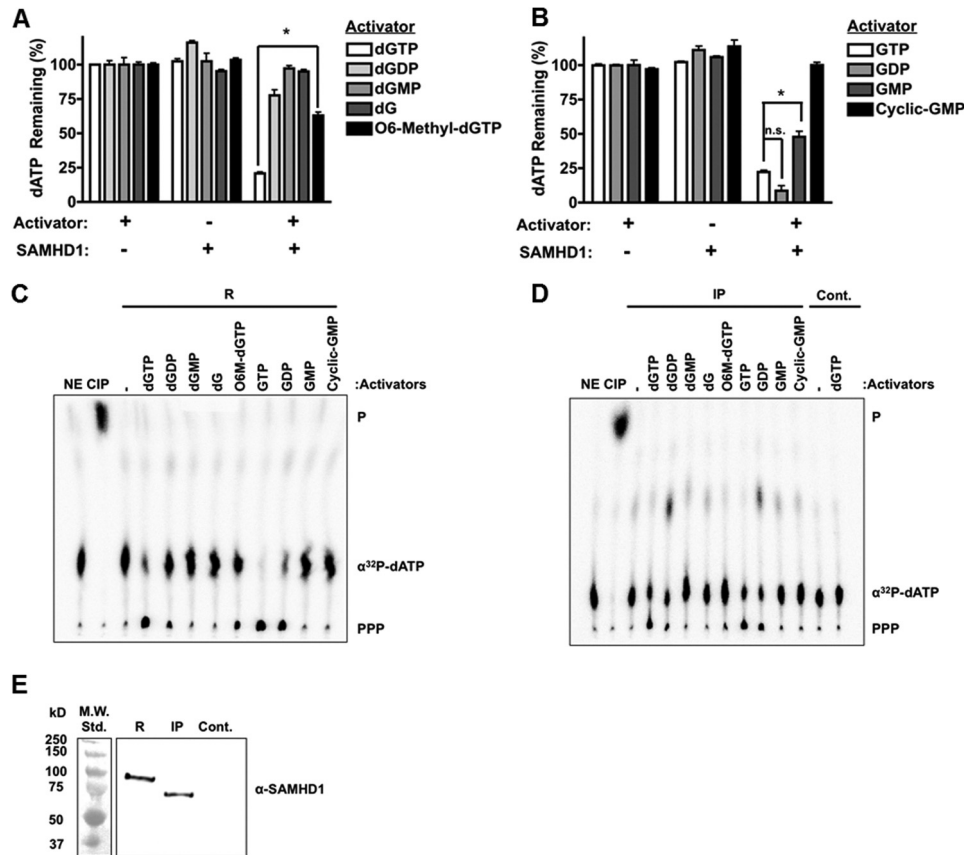 A
B
Activator
dGTP
dGDP
dGMP
dG
O6-Methyl-dGTP
*
dATP Remaining (%)
100
75
50
25
0
Activator: + - +
SAMHD1: - + +
Activator
GTP
GDP
GMP
Cyclic-GMP
*
n.s.
dATP Remaining (%)
100
75
50
25
0
Activator: + - +
SAMHD1: - + +
C
R
NE CIP - dGTP dGDP dGMP dG O6M-dGTP GTP GDP GMP Cyclic-GMP :Activators
P
α³²P-dATP
PPP
D
IP Cont.
NE CIP - dGTP dGDP dGMP dG O6M-dGTP GTP GDP GMP Cyclic-GMP - dGTP :Activators
P
α³²P-dATP
PPP
E
kD M.W. Std. R IP Cont.
250
150
100
75
50
37
α-SAMHD1